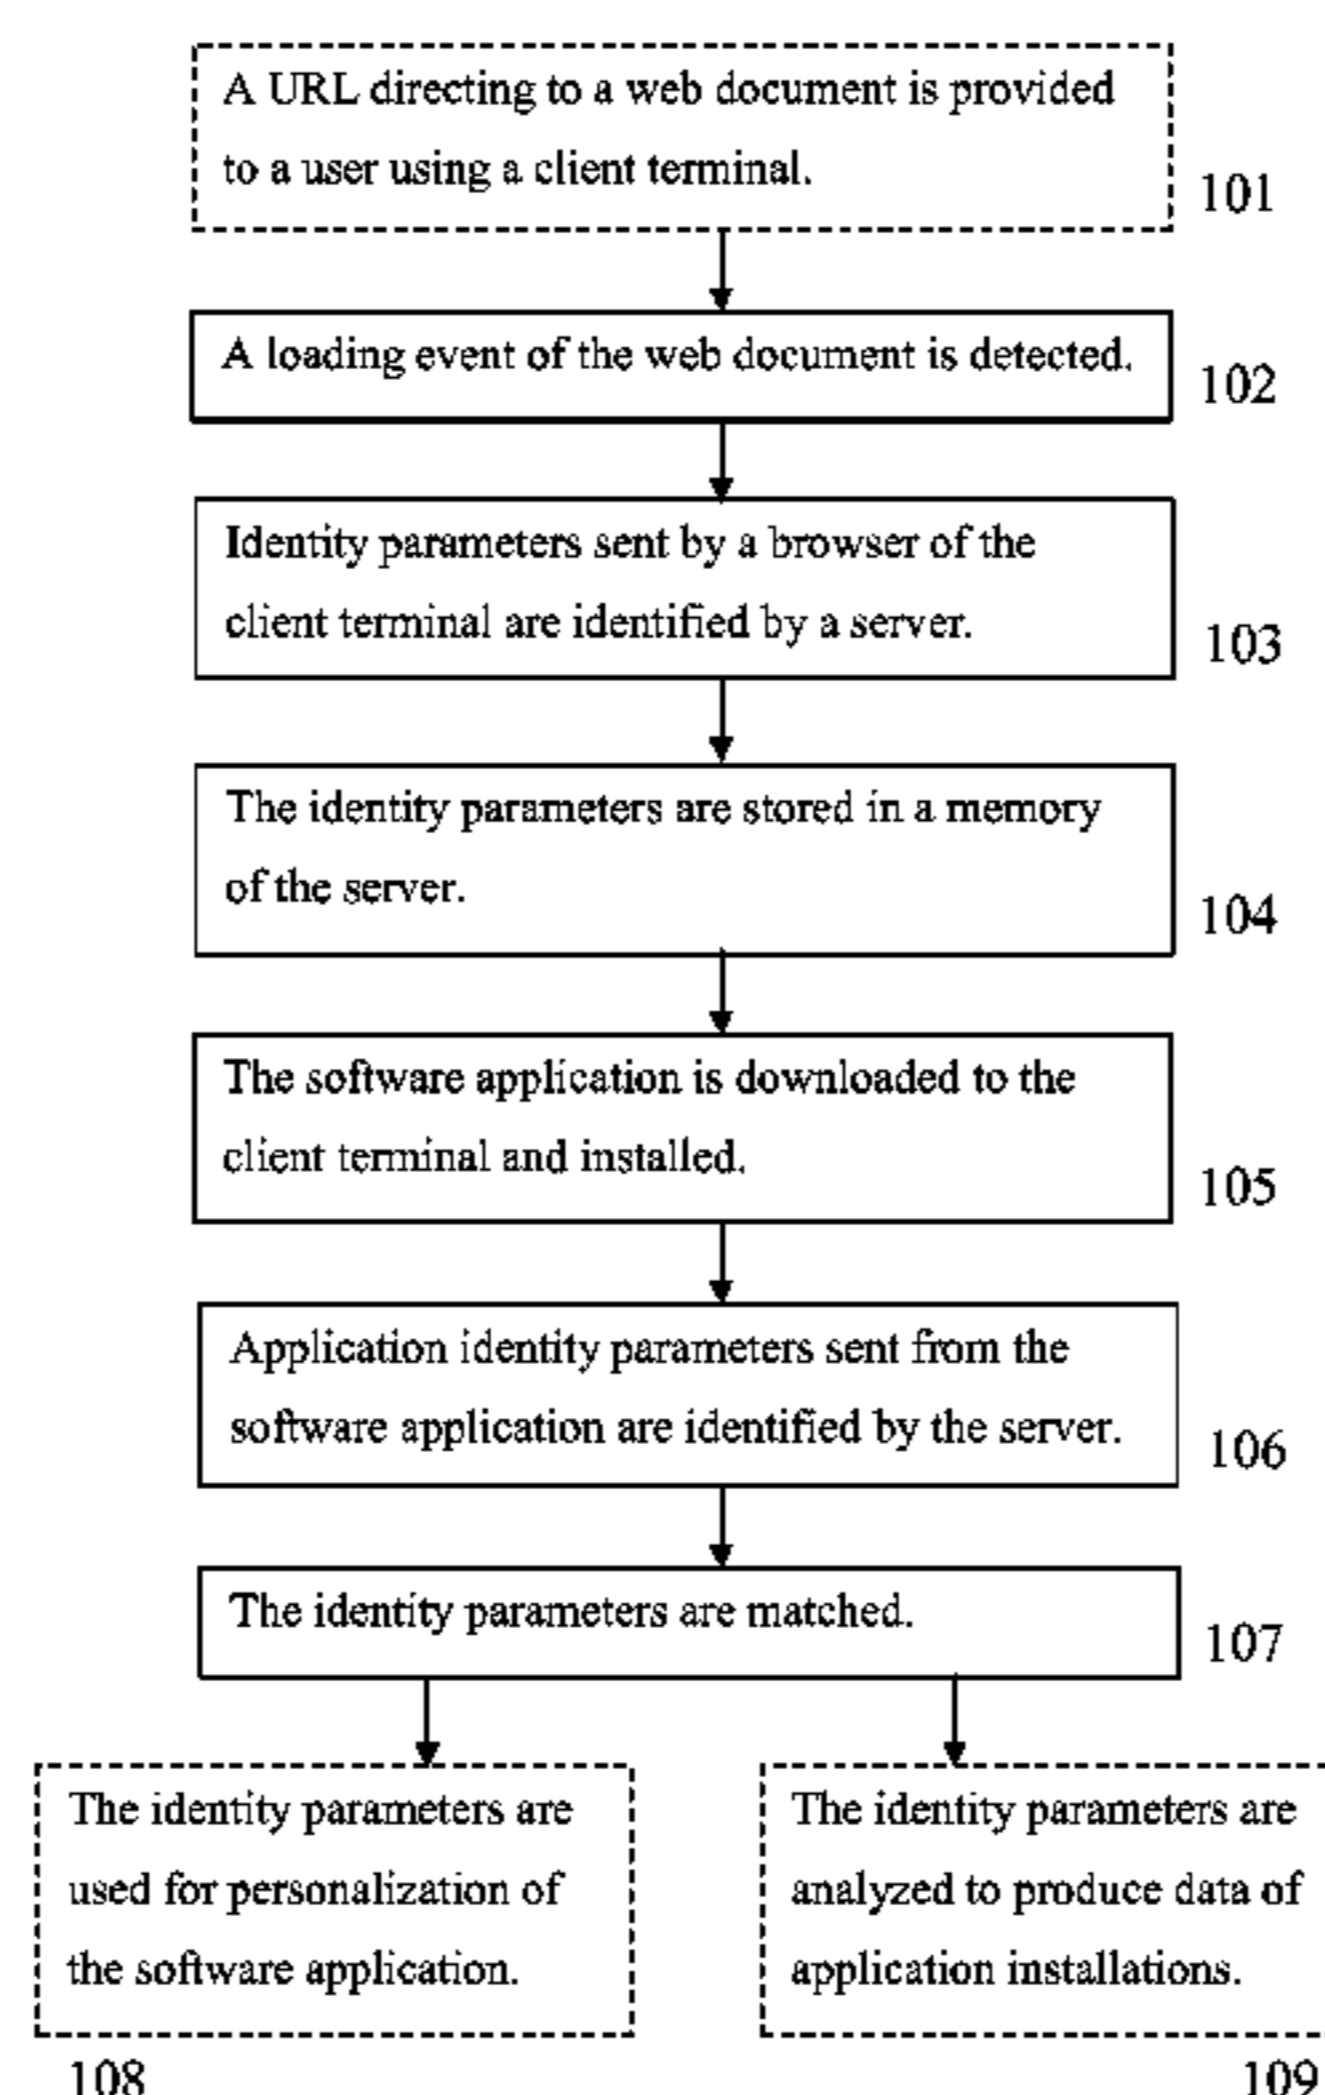 A URL directing to a web document is provided
to a user using a client terminal.
101
A loading event of the web document is detected.
102
Identity parameters sent by a browser of the
client terminal are identified by a server.
103
The identity parameters are stored in a memory
of the server.
104
The software application is downloaded to the
client terminal and installed.
105
Application identity parameters sent from the
software application are identified by the server.
106
The identity parameters are matched.
107
The identity parameters are
used for personalization of
the software application.
108
The identity parameters are
analyzed to produce data of
application installations.
109